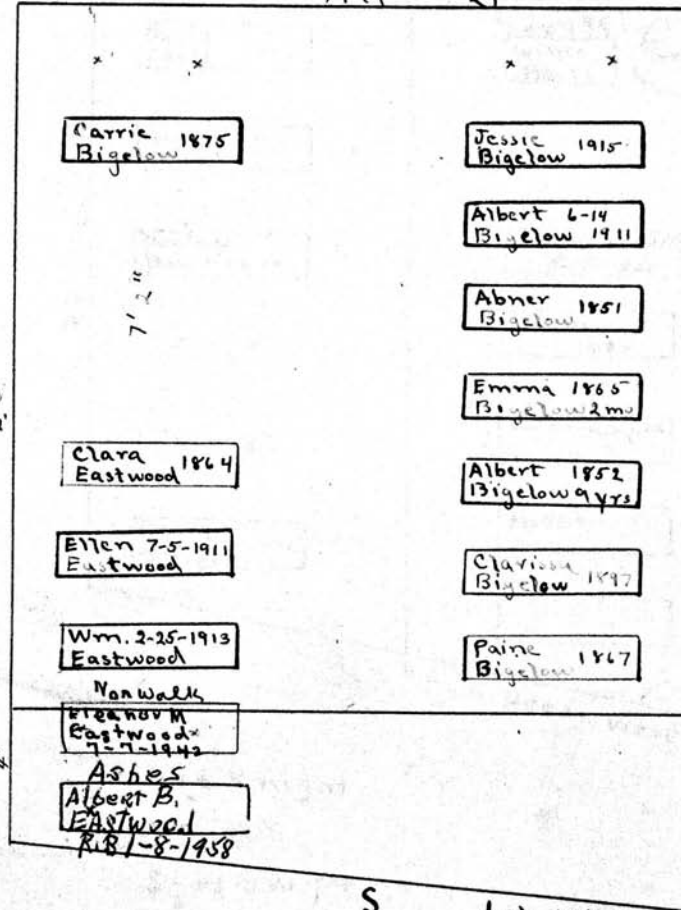 Carrie 1875
Bigelow
7' 2"
Clara 1864
Eastwood
Ellen 7-5-1911
Eastwood
Wm. 2-25-1913
Eastwood
Eleanor M
Eastwood
7-7-1942
Ashes
Albert B.
EASTWOOD
1-8-1958
Jessie 1915
Bigelow
Albert 6-14
Bigelow 1911
Abner 1851
Bigelow
Emma 1865
Bigelow 2 mo
Albert 1852
Bigelow 9 yrs
Clarissa
Bigelow 1897
Paine 1867
Bigelow
S